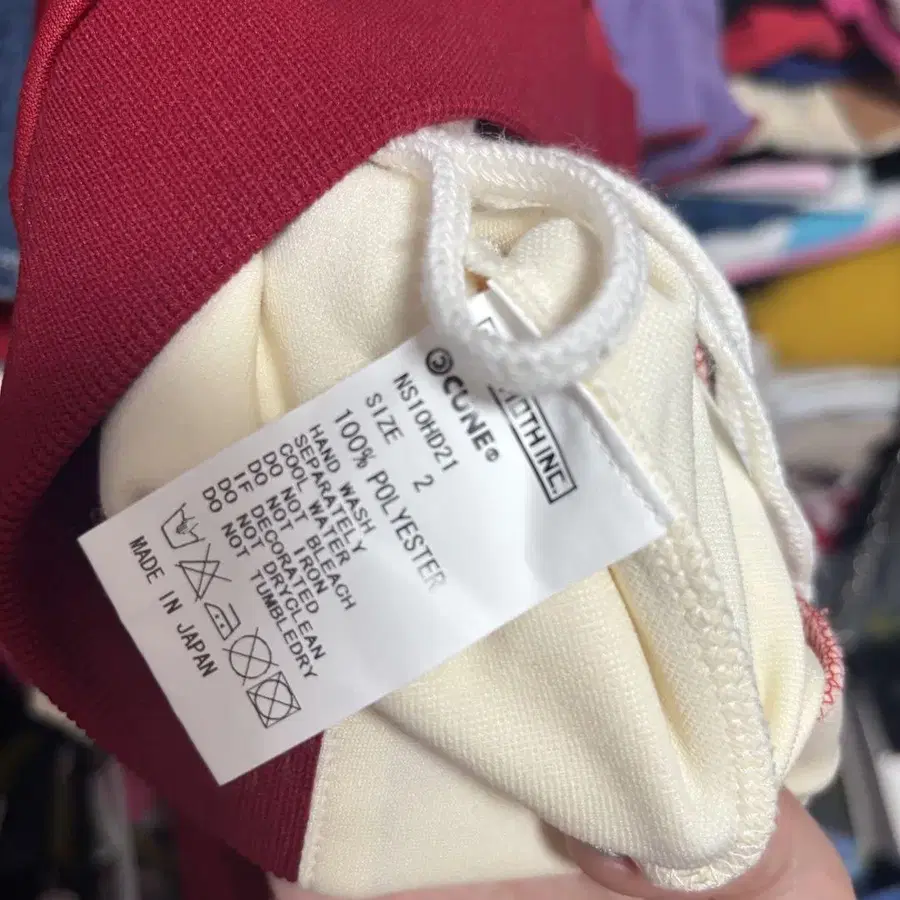 ©CUNE®
NS10HD21
SIZE 2
100% POLYESTER
HAND WASH
SEPARATELY
COOL WATER
DO NOT BLEACH
DO NOT IRON
IF DECORATED
DO NOT DRYCLEAN
DO NOT TUMBLEDRY
MADE IN JAPAN